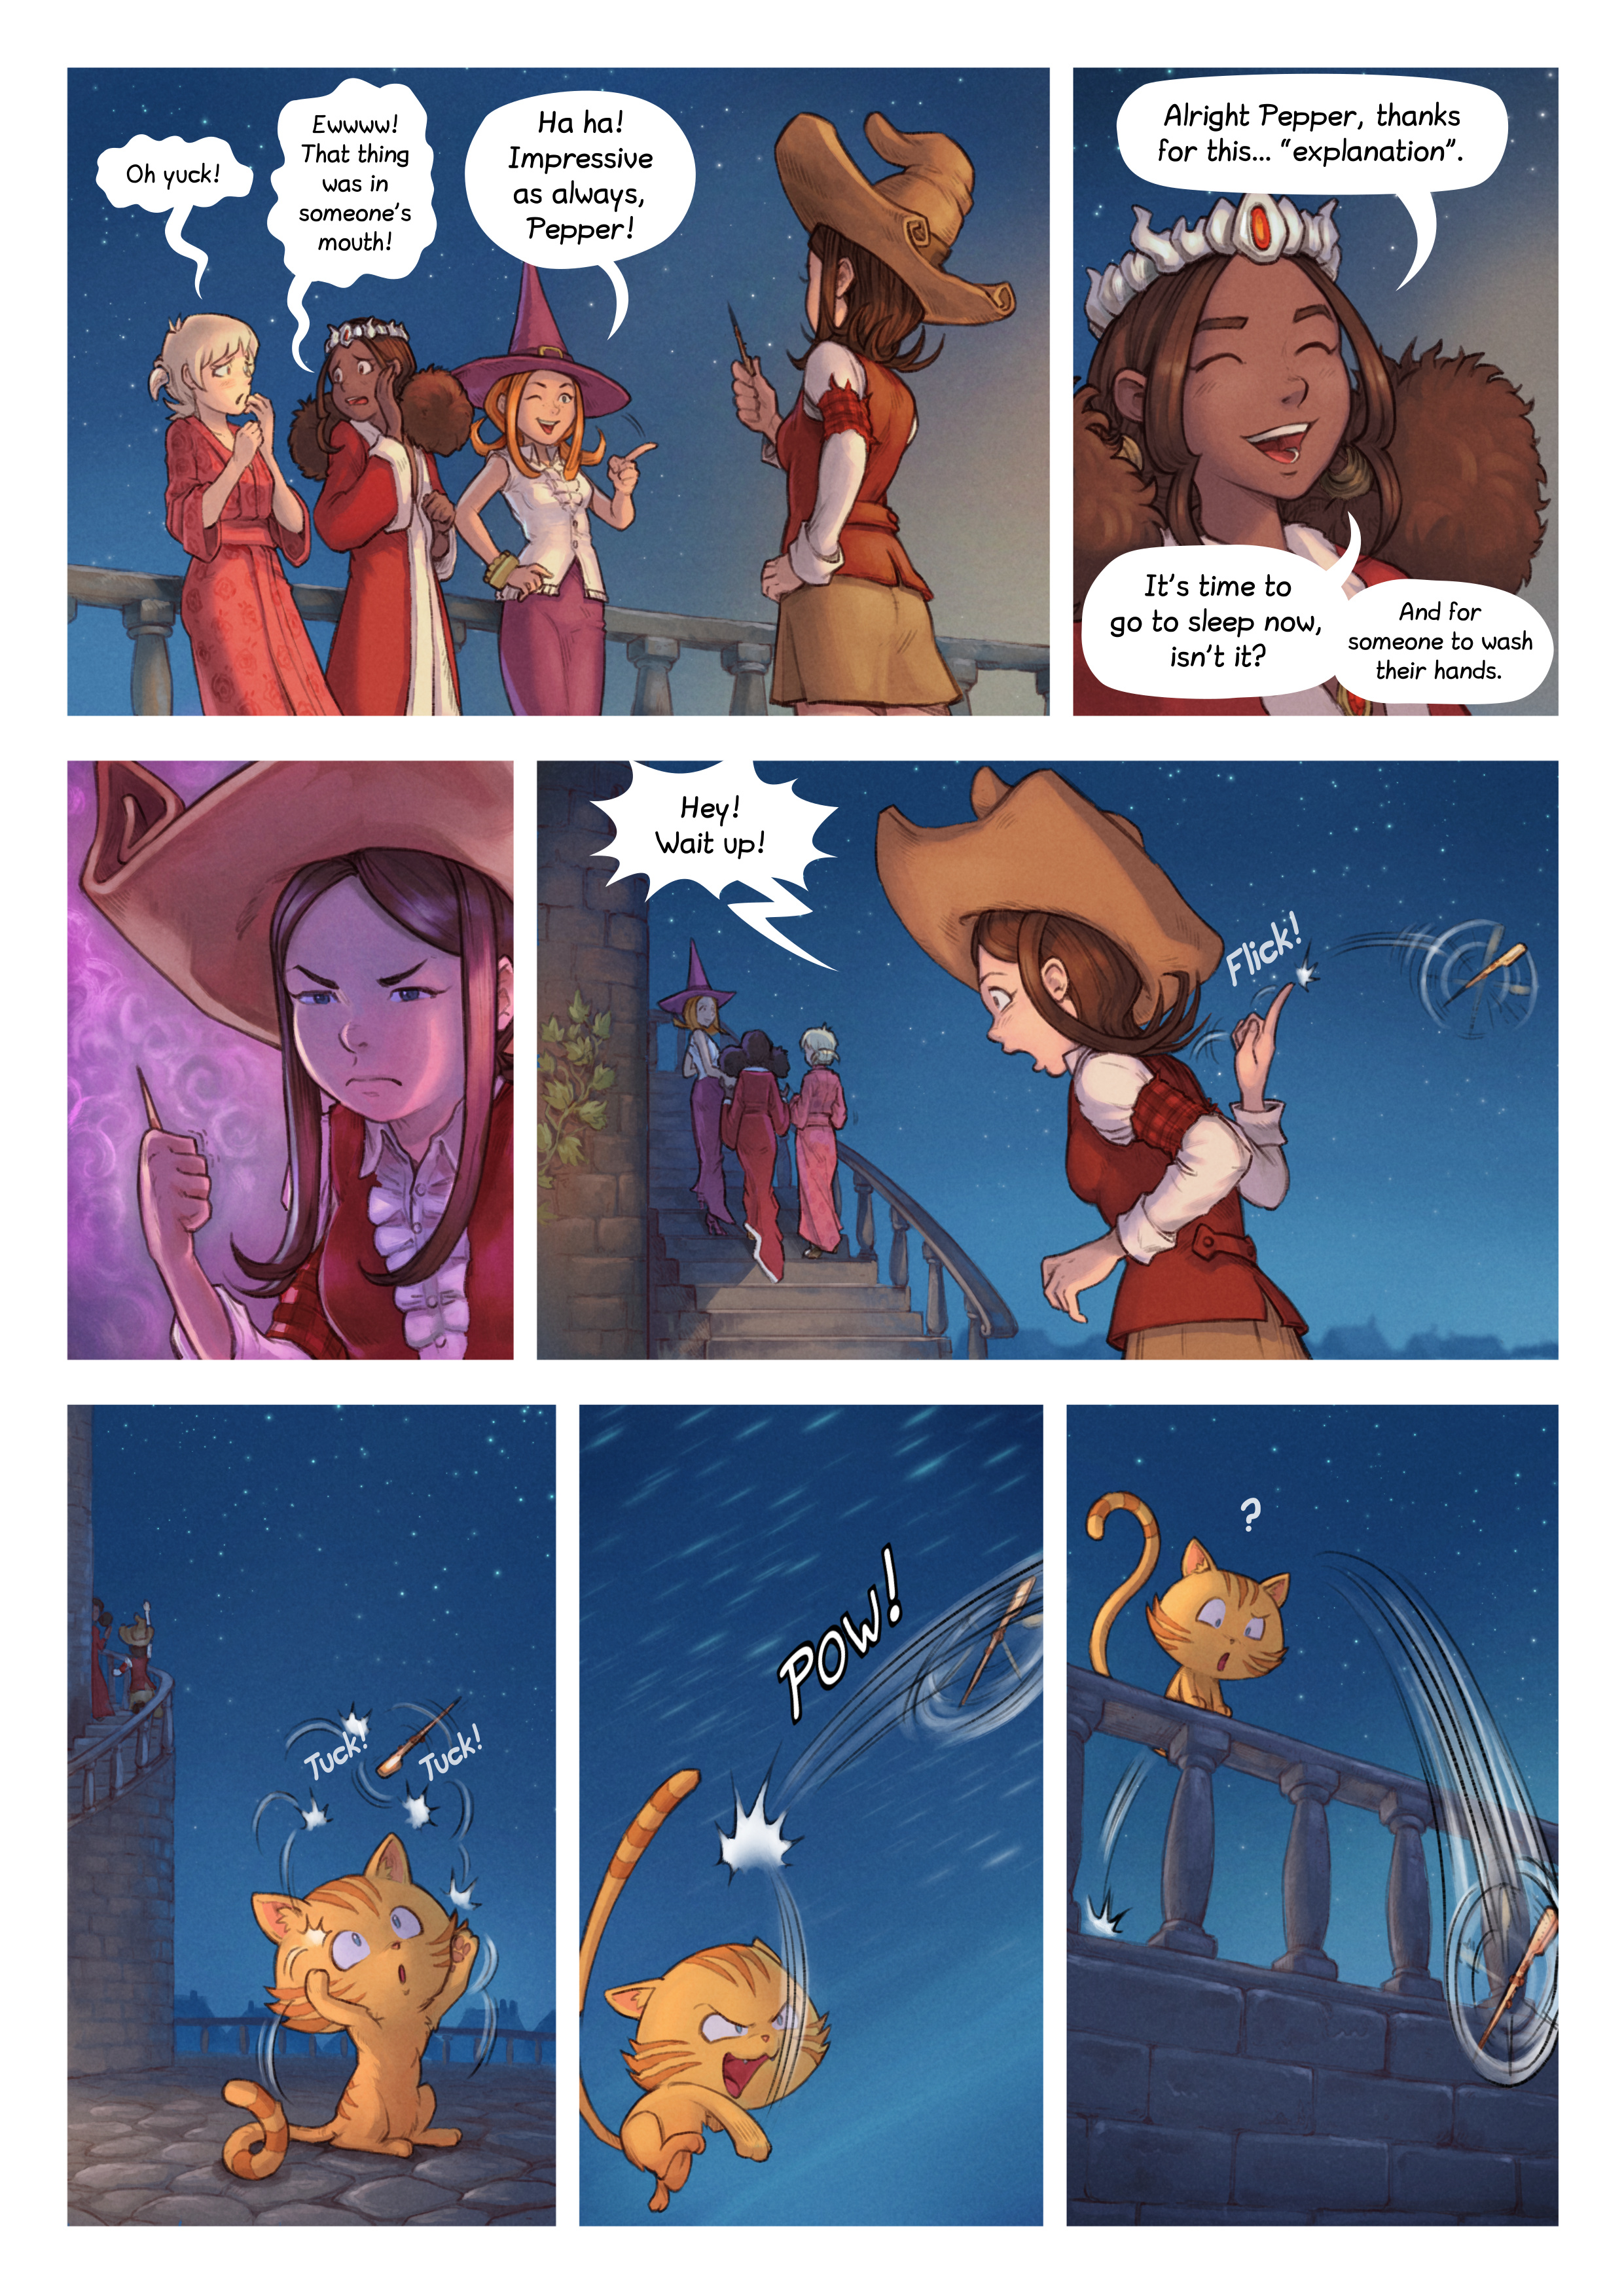 Oh yuck!
Ewwww!
That thing
was in
someone's
mouth!
Ha ha!
Impressive
as always,
Pepper!
Alright Pepper, thanks
for this... “explanation”.
It's time to
go to sleep now,
isn't it?
And for
someone to wash
their hands.
Hey!
Wait up!
Flick!
Tuck!
Tuck!
POW!
?